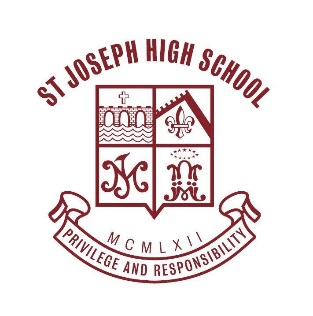 ST JOSEPH HIGH SCHOOL
MCMLXII
PRIVILEGE AND RESPONSIBILITY